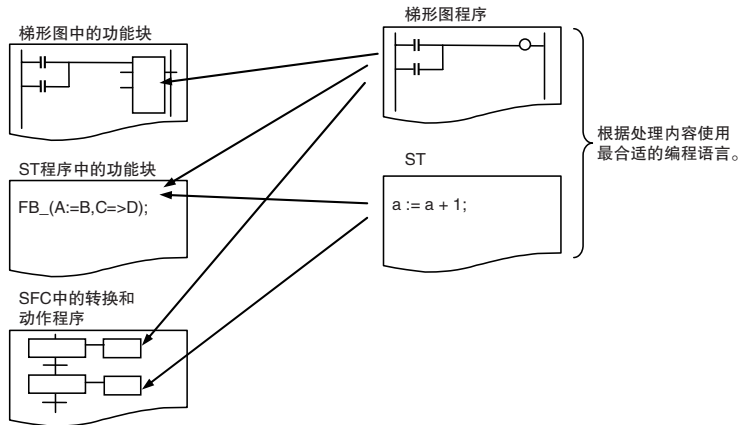 梯形图中的功能块
梯形图程序
根据处理内容使用
最合适的编程语言。
ST程序中的功能块
FB_(A:=B,C=>D);
ST
a := a + 1;
SFC中的转换和
动作程序